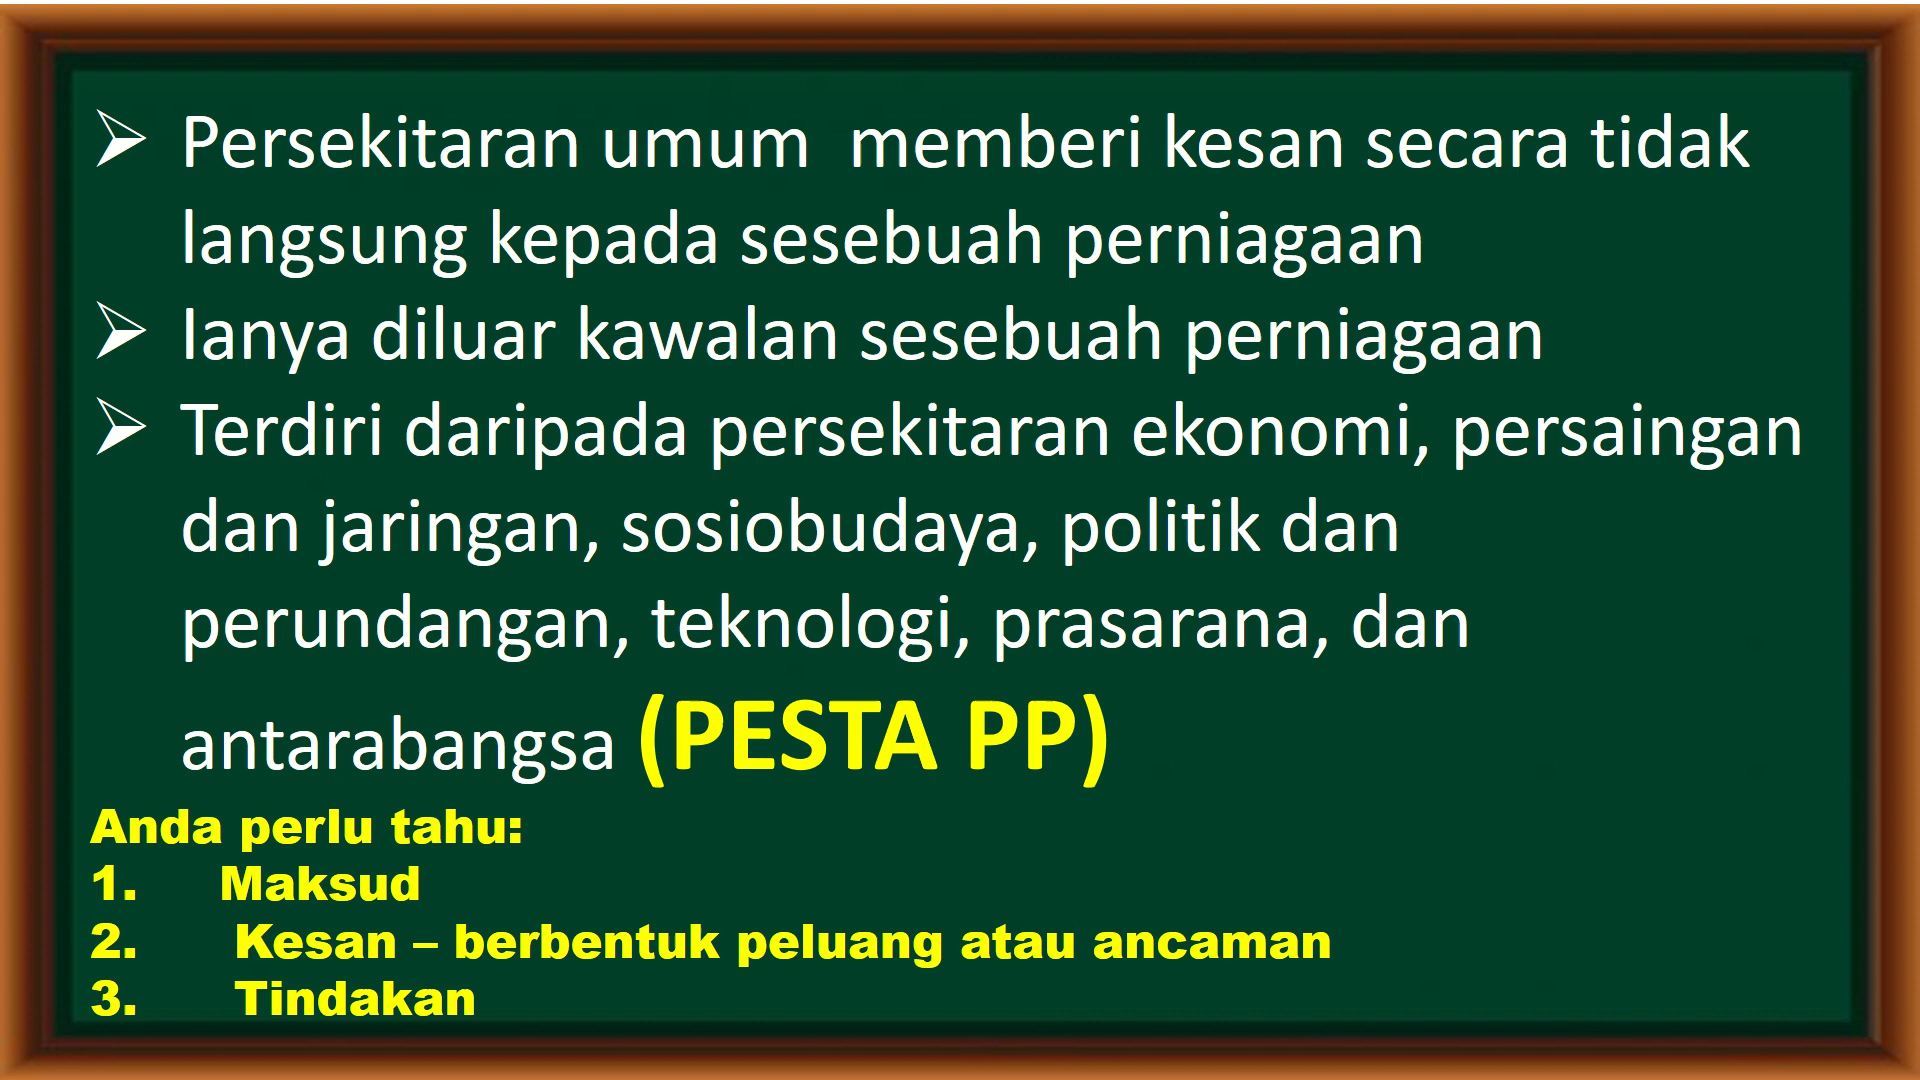 ➢ Persekitaran umum  memberi kesan secara tidak
langsung kepada sesebuah perniagaan
➢ Ianya diluar kawalan sesebuah perniagaan
➢ Terdiri daripada persekitaran ekonomi, persaingan
dan jaringan, sosiobudaya, politik dan
perundangan, teknologi, prasarana, dan
antarabangsa (PESTA PP)
Anda perlu tahu:
1. Maksud
2. Kesan – berbentuk peluang atau ancaman
3. Tindakan